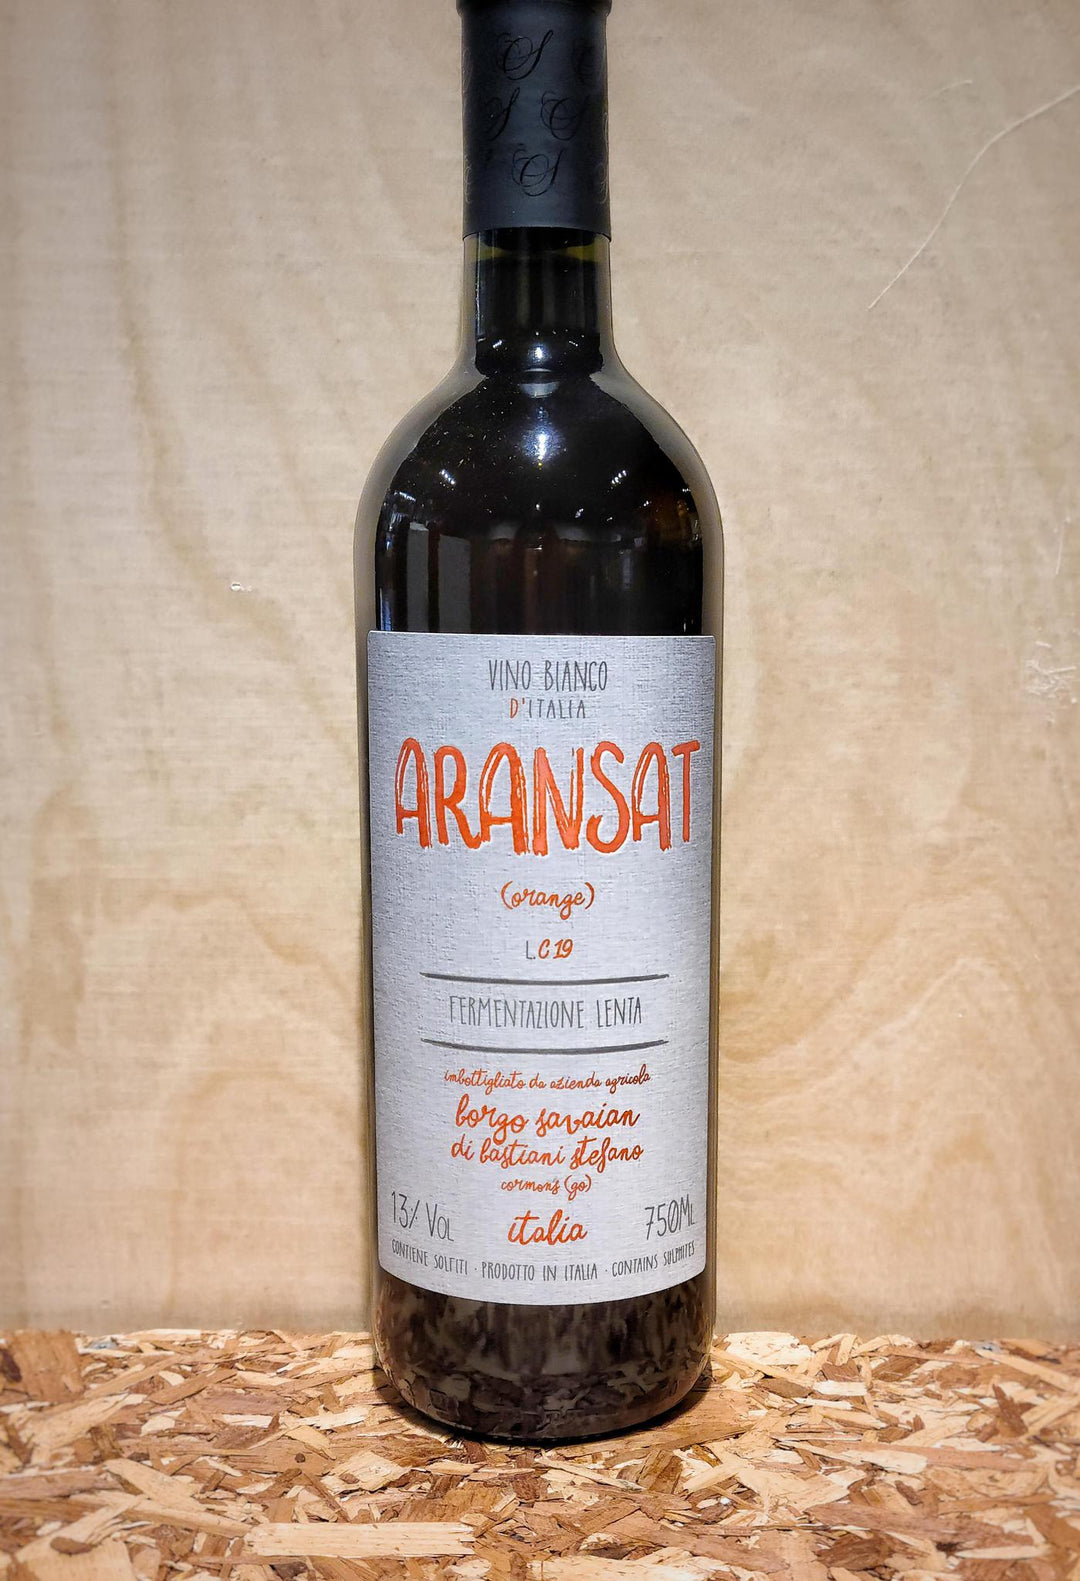 S
S S
S
VINO BIANCO
D'ITALIA
ARANSAT
(orange)
L.C19
FERMENTAZIONE LENTA
imbottigliato da azienda agricola
borgo savaian
di bastiani stefano
cormons (go)
13% VOL italia 750ML
CONTIENE SOLFITI · PRODOTTO IN ITALIA · CONTAINS SULPHITES